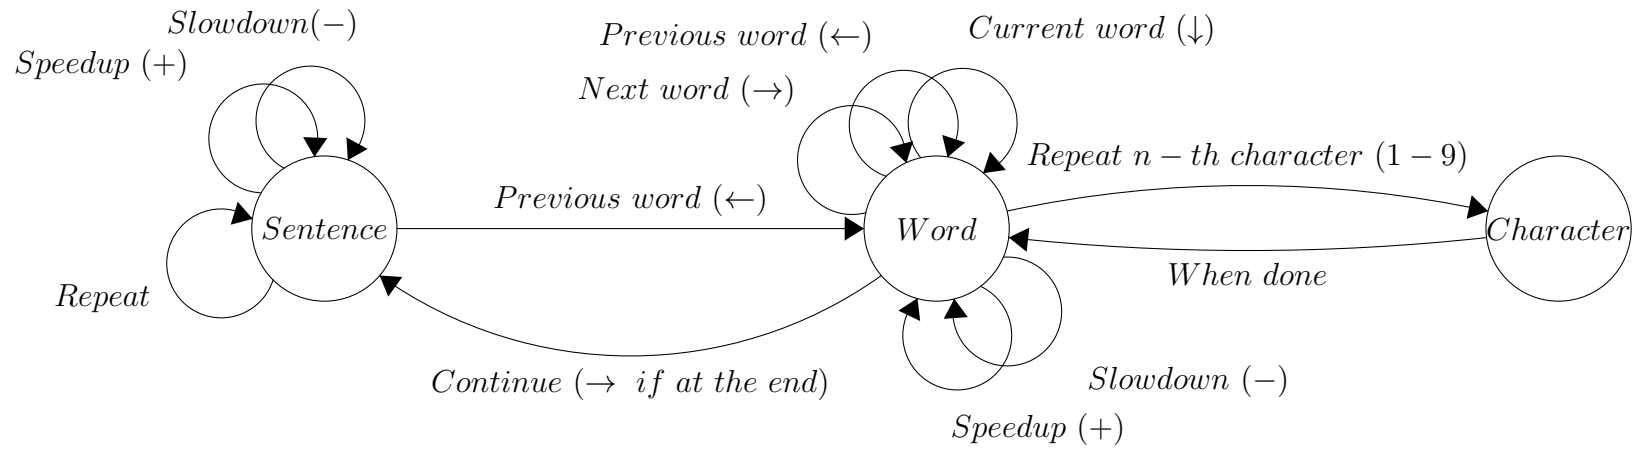 Slowdown(−)
Speedup (+)
Previous word (←)
Current word (↓)
Next word (→)
Repeat n − th character (1 − 9)
Previous word (←)
Sentence
Word
Character
When done
Repeat
Continue (→ if at the end)
Slowdown (−)
Speedup (+)